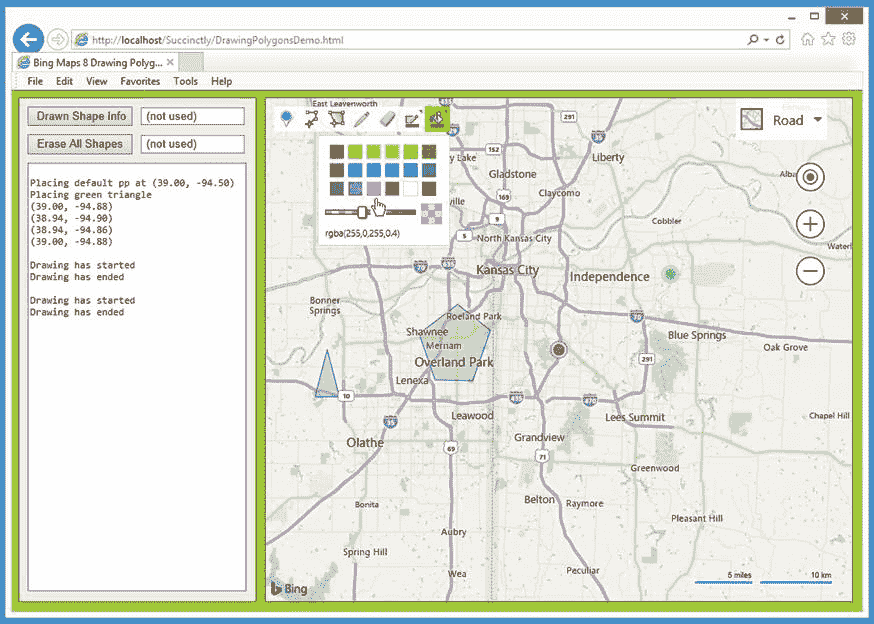 http://localhost/Succinctly/DrawingPolygonsDemo.html
Bing Maps 8 Drawing Polyg...
File Edit View Favorites Tools Help
Drawn Shape Info
(not used)
Erase All Shapes
(not used)
Placing default pp at (39.00, -94.50)
Placing green triangle
(39.00, -94.88)
(38.94, -94.90)
(38.94, -94.86)
(39.00, -94.88)
Drawing has started
Drawing has ended
Drawing has started
Drawing has ended
East Leavenworth
Road
291
152
Liberty
Lake
Gladstone
Claycomo
169
9
Cobbler
rgba(255,0,255,0.4)
5
North Kansas City
Kansas City
Independence
Bonner
Springs
Roeland Park
Shawnee
Merriam
Overland Park
Blue Springs
Oak Grove
291
Lenexa
10
Leawood
Lees Summit
Chapel Hill
Olathe
69
Grandview
71
Greenwood
Belton
Raymore
Bonita
Pleasant Hill
Aubry
Spring Hill
Wea
Peculiar
5 miles
10 km
Bing